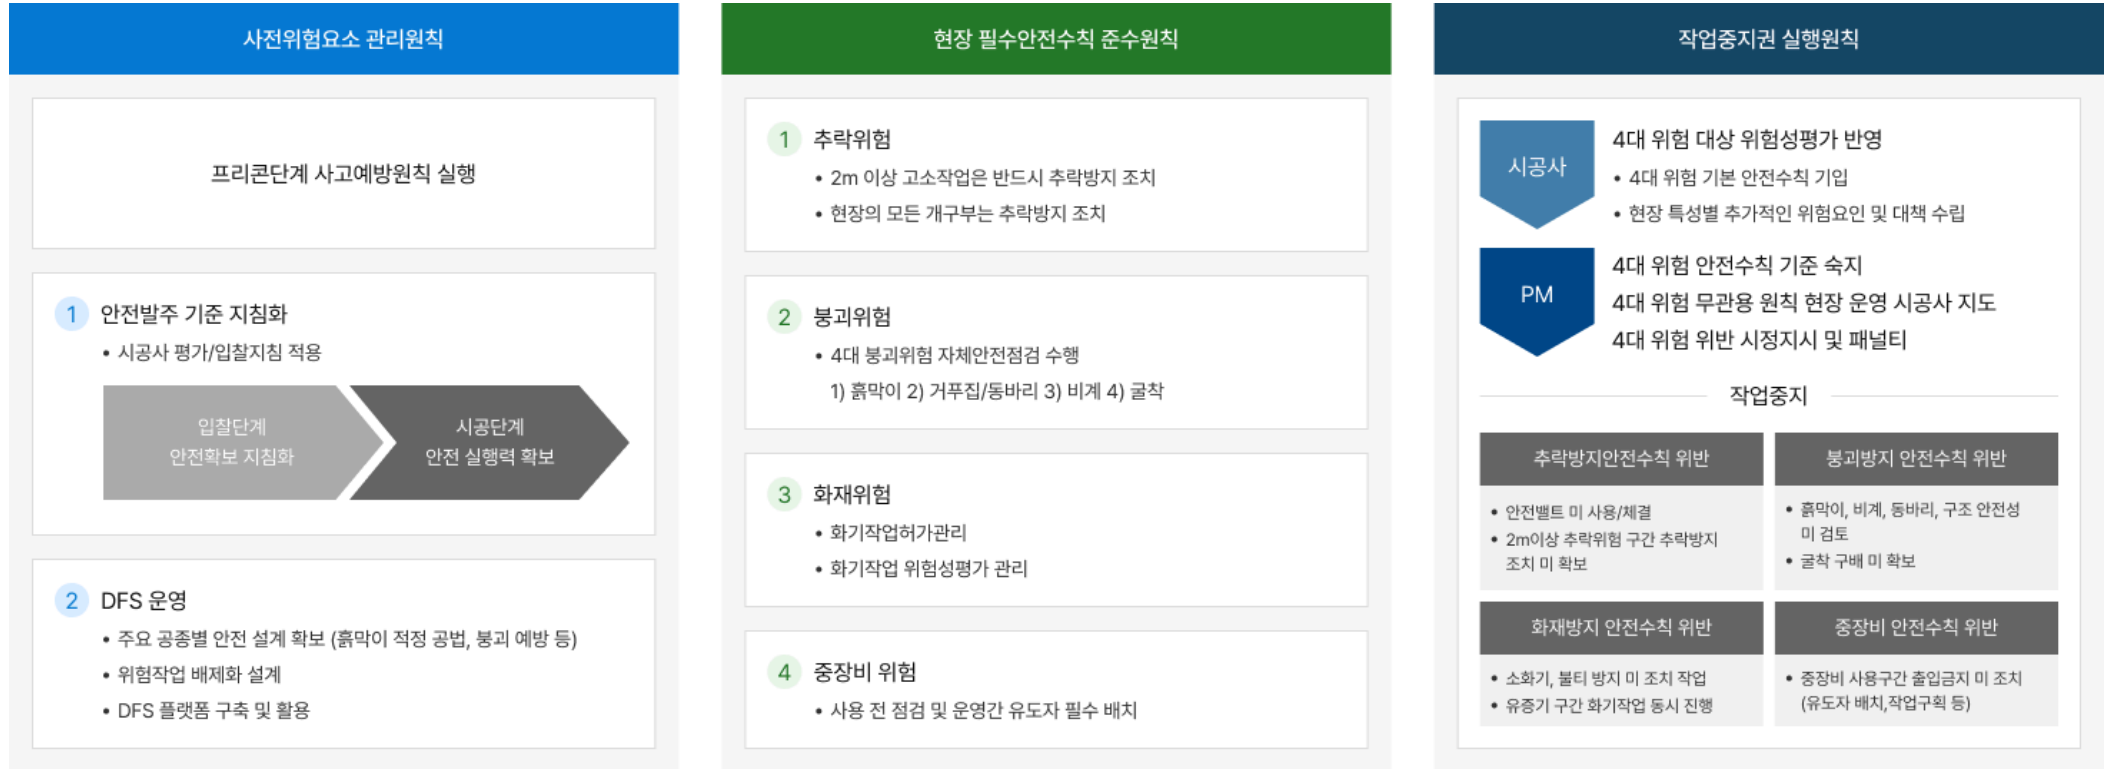 사전위험요소 관리원칙
프리콘단계 사고예방원칙 실행
1 안전발주 기준 지침화
• 시공사 평가/입찰지침 적용
입찰단계
안전확보 지침화
시공단계
안전 실행력 확보
2 DFS 운영
• 주요 공종별 안전 설계 확보 (흙막이 적정 공법, 붕괴 예방 등)
• 위험작업 배제화 설계
• DFS 플랫폼 구축 및 활용
현장 필수안전수칙 준수원칙
1 추락위험
• 2m 이상 고소작업은 반드시 추락방지 조치
• 현장의 모든 개구부는 추락방지 조치
2 붕괴위험
• 4대 붕괴위험 자체안전점검 수행
1) 흙막이 2) 거푸집/동바리 3) 비계 4) 굴착
3 화재위험
• 화기작업허가관리
• 화기작업 위험성평가 관리
4 중장비 위험
• 사용 전 점검 및 운영간 유도자 필수 배치
작업중지권 실행원칙
시공사
4대 위험 대상 위험성평가 반영
• 4대 위험 기본 안전수칙 기입
• 현장 특성별 추가적인 위험요인 및 대책 수립
PM
4대 위험 안전수칙 기준 숙지
4대 위험 무관용 원칙 현장 운영 시공사 지도
4대 위험 위반 시정지시 및 패널티
작업중지
추락방지안전수칙 위반
• 안전밸트 미 사용/체결
• 2m이상 추락위험 구간 추락방지
조치 미 확보
붕괴방지 안전수칙 위반
• 흙막이, 비계, 동바리, 구조 안전성
미 검토
• 굴착 구배 미 확보
화재방지 안전수칙 위반
• 소화기, 불티 방지 미 조치 작업
• 유증기 구간 화기작업 동시 진행
중장비 안전수칙 위반
• 중장비 사용구간 출입금지 미 조치
(유도자 배치,작업구획 등)